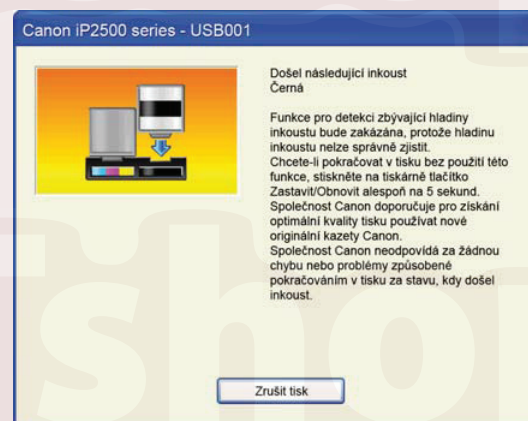 Canon iP2500 series - USB001
Došel následující inkoust
Černá
Funkce pro detekci zbývající hladiny
inkoustu bude zakázána, protože hladinu
inkoustu nelze správně zjistit.
Chcete-li pokračovat v tisku bez použití této
funkce, stiskněte na tiskárně tlačítko
Zastavit/Obnovit alespoň na 5 sekund.
Společnost Canon doporučuje pro získání
optimální kvality tisku používat nové
originální kazety Canon.
Společnost Canon neodpovídá za žádnou
chybu nebo problémy způsobené
pokračováním v tisku za stavu, kdy došel
inkoust.
Zrušit tisk